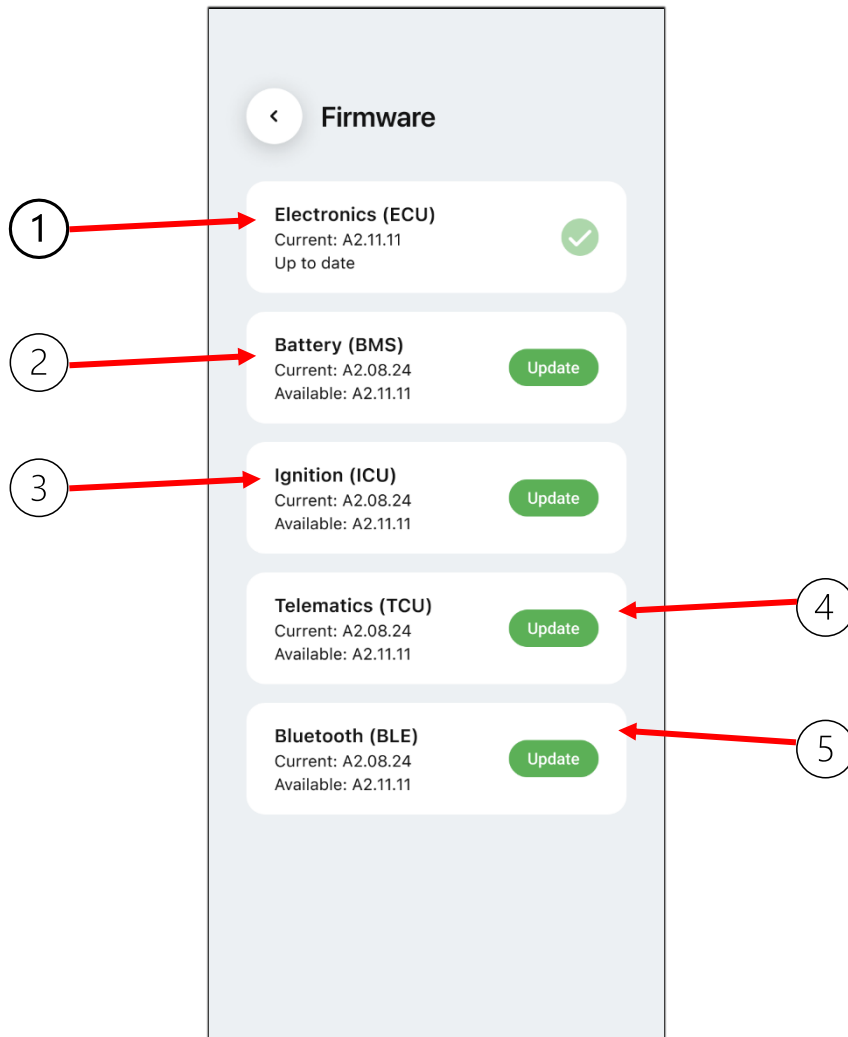 Firmware
1
Electronics (ECU)
Current: A2.11.11
Up to date
2
Battery (BMS)
Current: A2.08.24
Available: A2.11.11
Update
3
Ignition (ICU)
Current: A2.08.24
Available: A2.11.11
Update
4
Telematics (TCU)
Current: A2.08.24
Available: A2.11.11
Update
5
Bluetooth (BLE)
Current: A2.08.24
Available: A2.11.11
Update